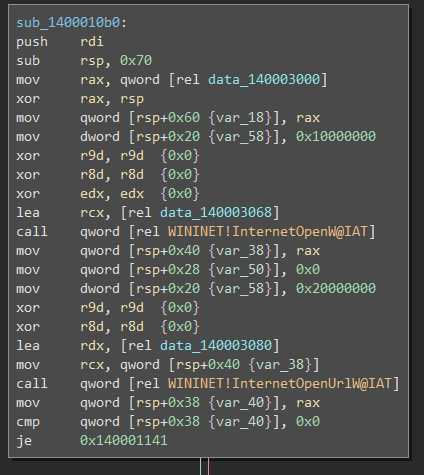 sub_1400010b0:
push    rdi
sub     rsp, 0x70
mov     rax, qword [rel data_140003000]
xor     rax, rsp
mov     qword [rsp+0x60 {var_18}], rax
mov     dword [rsp+0x20 {var_58}], 0x10000000
xor     r9d, r9d  {0x0}
xor     r8d, r8d  {0x0}
xor     edx, edx  {0x0}
lea     rcx, [rel data_140003068]
call    qword [rel WININET!InternetOpenW@IAT]
mov     qword [rsp+0x40 {var_38}], rax
mov     qword [rsp+0x28 {var_50}], 0x0
mov     dword [rsp+0x20 {var_58}], 0x20000000
xor     r9d, r9d  {0x0}
xor     r8d, r8d  {0x0}
lea     rdx, [rel data_140003080]
mov     rcx, qword [rsp+0x40 {var_38}]
call    qword [rel WININET!InternetOpenUrlW@IAT]
mov     qword [rsp+0x38 {var_40}], rax
cmp     qword [rsp+0x38 {var_40}], 0x0
je      0x140001141